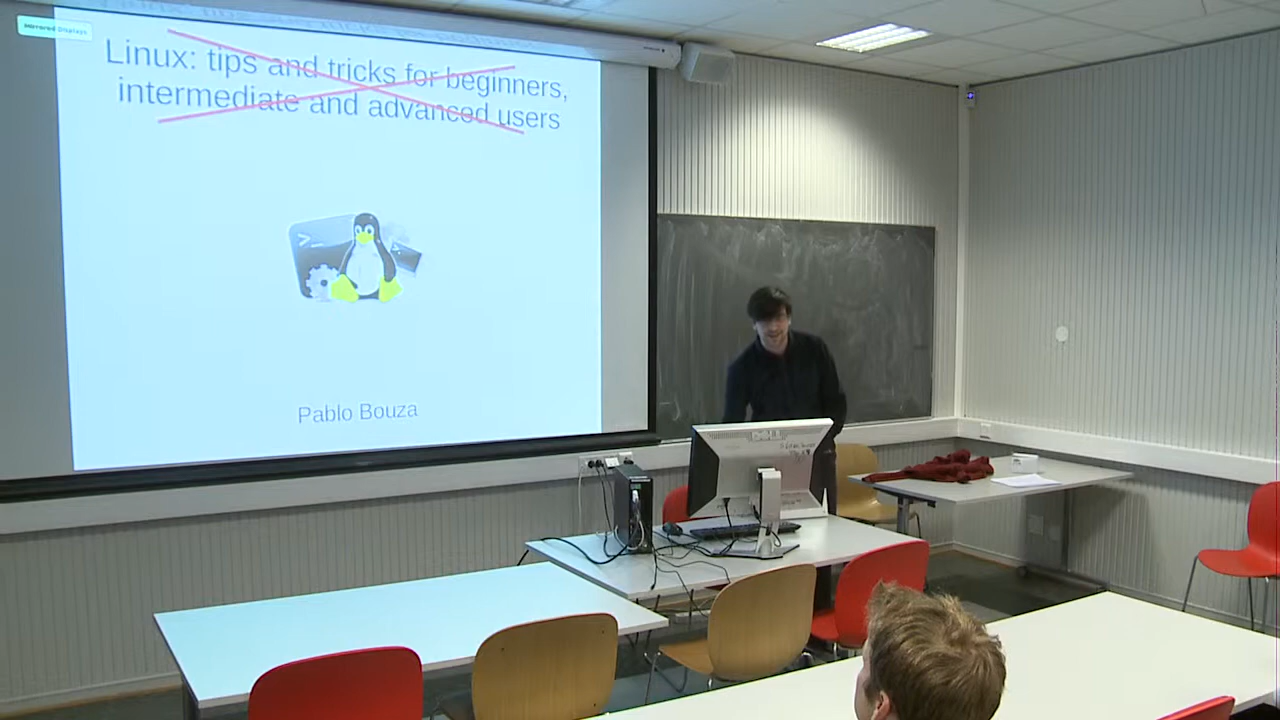 Mirrored Displays
Linux: tips and tricks for beginners,
intermediate and advanced users
>_
Pablo Bouza